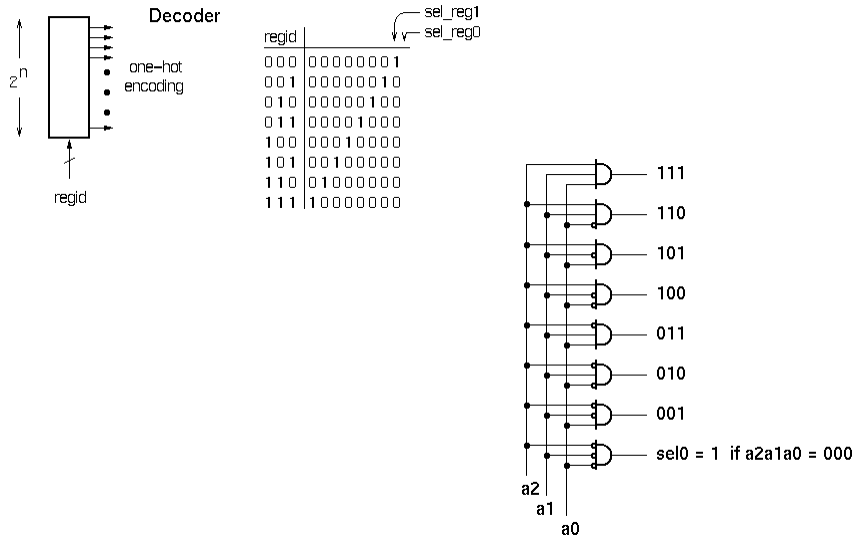 Decoder
2^n
one-hot
encoding
regid
sel_reg1
sel_reg0
regid
000 00000001
001 00000010
010 00000100
011 00001000
100 00010000
101 00100000
110 01000000
111 10000000
111
110
101
100
011
010
001
sel0 = 1 if a2a1a0 = 000
a2
a1
a0